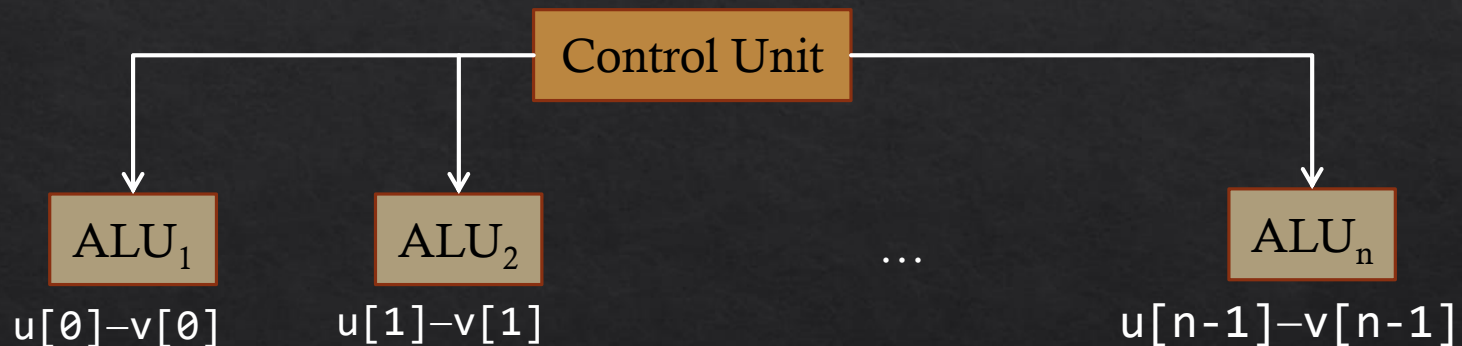 Control Unit
ALU₁ ALU₂ ... ALUₙ
u[0]−v[0] u[1]−v[1] u[n-1]−v[n-1]